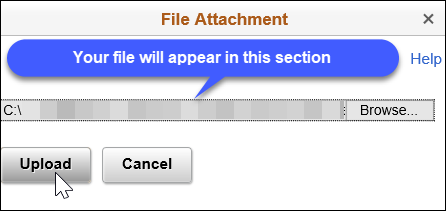 File Attachment ×
Your file will appear in this section
Help
C:\ Browse...
Upload Cancel